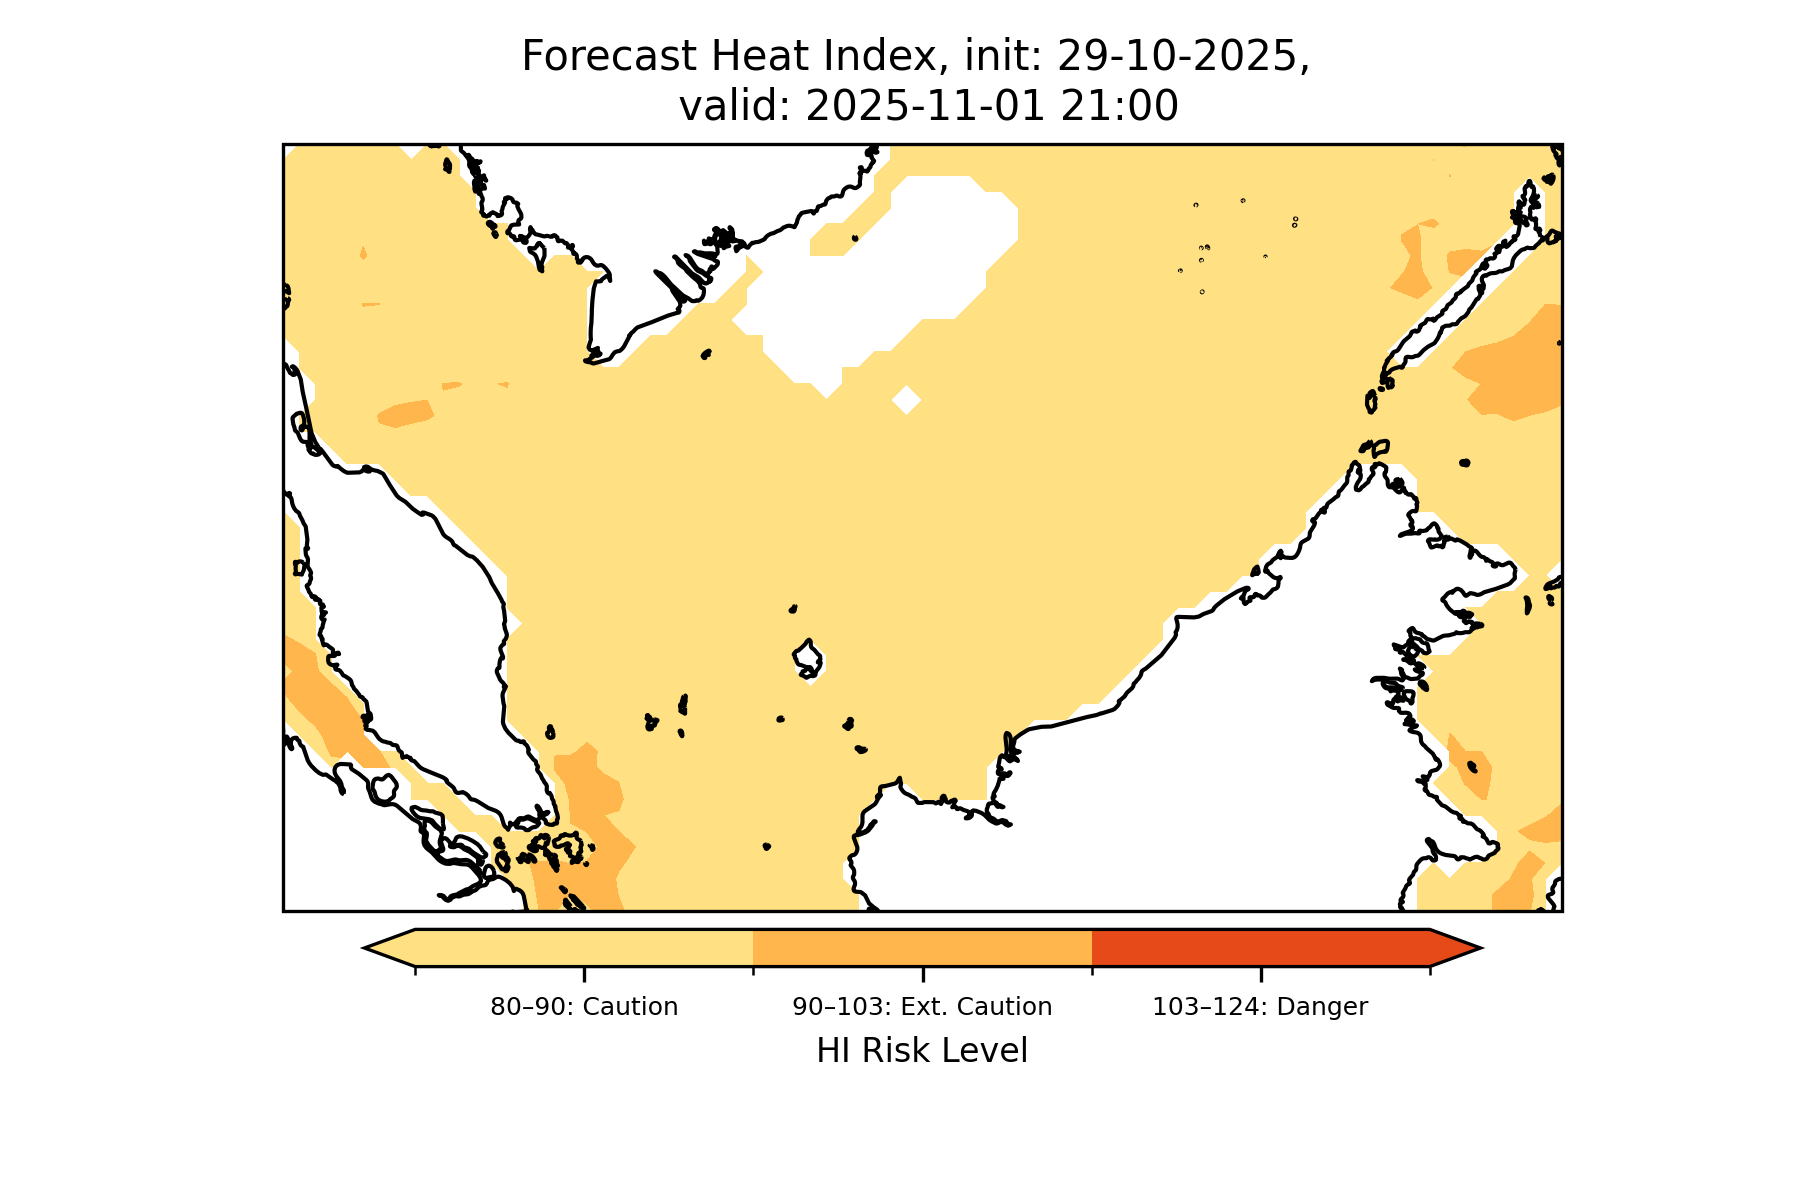 Forecast Heat Index, init: 29-10-2025,
valid: 2025-11-01 21:00
80–90: Caution
90–103: Ext. Caution
103–124: Danger
HI Risk Level